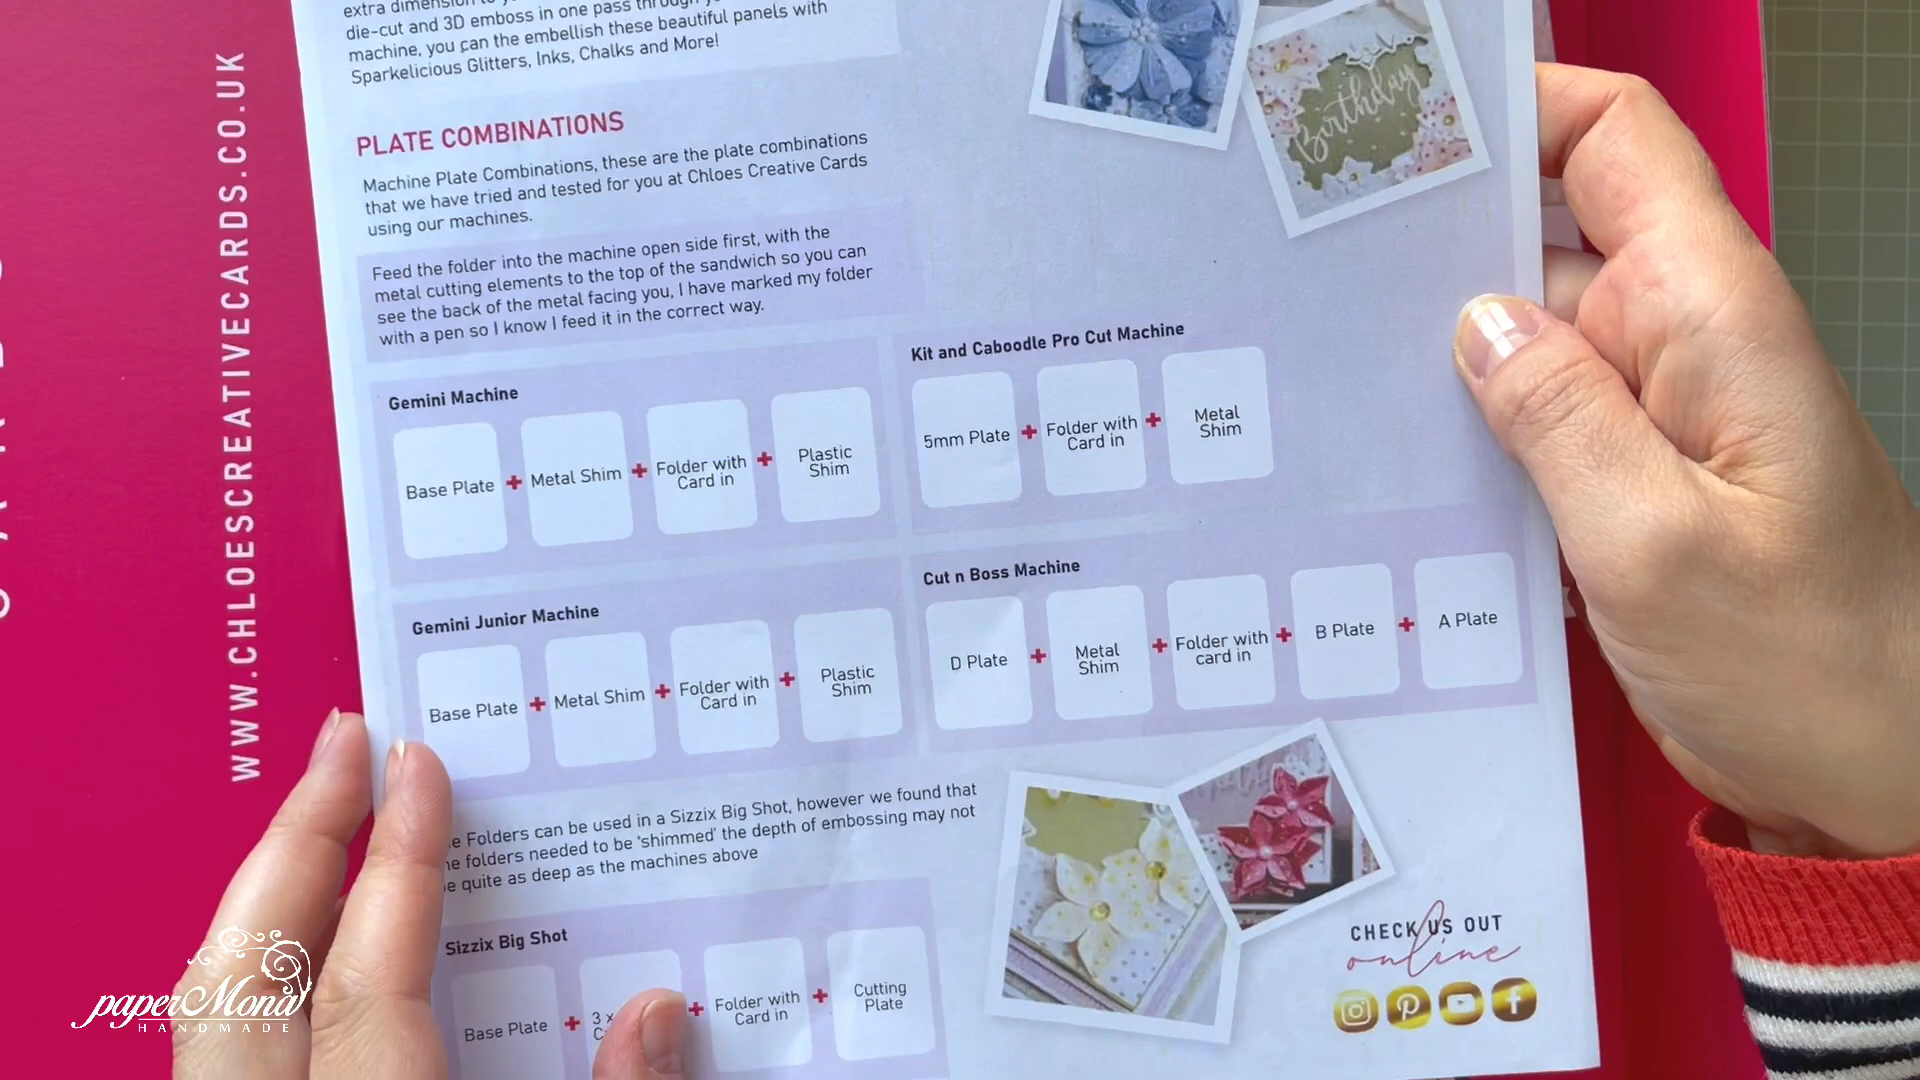 extra dimension to
die-cut and 3D emboss in one pass through
machine, you can the embellish these beautiful panels with
Sparkelicious Glitters, Inks, Chalks and More!
PLATE COMBINATIONS
Machine Plate Combinations, these are the plate combinations
that we have tried and tested for you at Chloes Creative Cards
using our machines.
Feed the folder into the machine open side first, with the
metal cutting elements to the top of the sandwich so you can
see the back of the metal facing you, I have marked my folder
with a pen so I know I feed it in the correct way.
Gemini Machine
Base Plate + Metal Shim + Folder with
Card in + Plastic
Shim
Kit and Caboodle Pro Cut Machine
5mm Plate + Folder with
Card in + Metal
Shim
Gemini Junior Machine
Base Plate + Metal Shim + Folder with
Card in + Plastic
Shim
Cut n Boss Machine
D Plate + Metal
Shim + Folder with
card in + B Plate + A Plate
Folders can be used in a Sizzix Big Shot, however we found that
folders needed to be 'shimmed' the depth of embossing may not
quite as deep as the machines above
Sizzix Big Shot
Base Plate + 3 x
+ Folder with
Card in + Cutting
Plate
Birthday
CHECK US OUT
online
WWW.CHLOESCREATIVECARDS.CO.UK
paperMona
HANDMADE